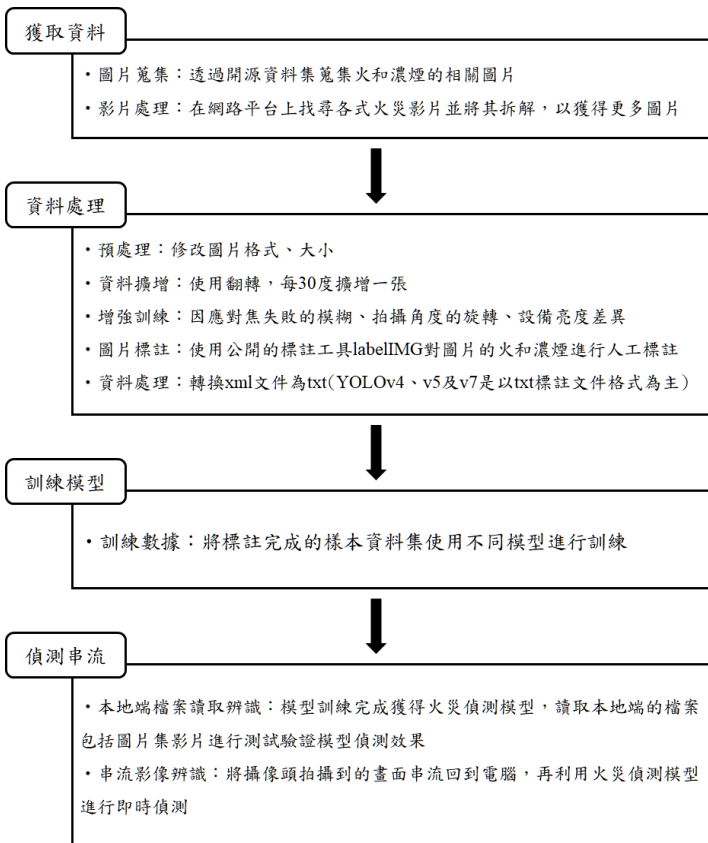 獲取資料
・圖片蒐集：透過開源資料集蒐集火和濃煙的相關圖片
・影片處理：在網路平台上找尋各式火災影片並將其拆解，以獲得更多圖片
資料處理
・預處理：修改圖片格式、大小
・資料擴增：使用翻轉，每30度擴增一張
・增強訓練：因應對焦失敗的模糊、拍攝角度的旋轉、設備亮度差異
・圖片標註：使用公開的標註工具labelIMG對圖片的火和濃煙進行人工標註
・資料處理：轉換xml文件為txt(YOLOv4、v5及v7是以txt標註文件格式為主)
訓練模型
・訓練數據：將標註完成的樣本資料集使用不同模型進行訓練
偵測串流
・本地端檔案讀取辨識：模型訓練完成獲得火災偵測模型，讀取本地端的檔案
包括圖片集影片進行測試驗證模型偵測效果
・串流影像辨識：將攝像頭拍攝到的畫面串流回到電腦，再利用火災偵測模型
進行即時偵測